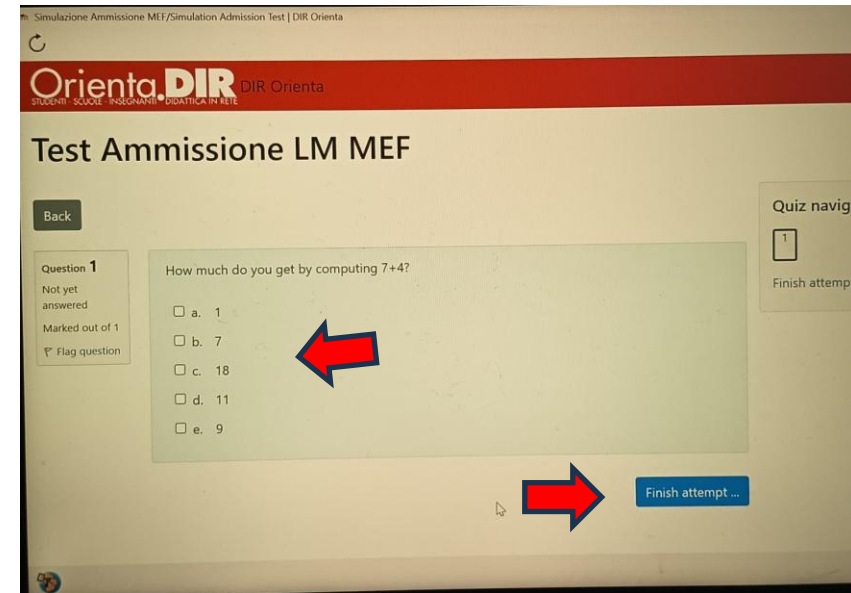 Simulazione Ammissione MEF/Simulation Admission Test | DIR Orienta
Orienta.DIR DIR Orienta
STUDENTI - SCUOLE - INSEGNANTI - DIDATTICA IN RETE
Test Ammissione LM MEF
Back
Quiz navig
1
Question 1
Not yet
answered
Marked out of 1
Flag question
How much do you get by computing 7+4?
a. 1
b. 7
c. 18
d. 11
e. 9
Finish attemp
Finish attempt ...